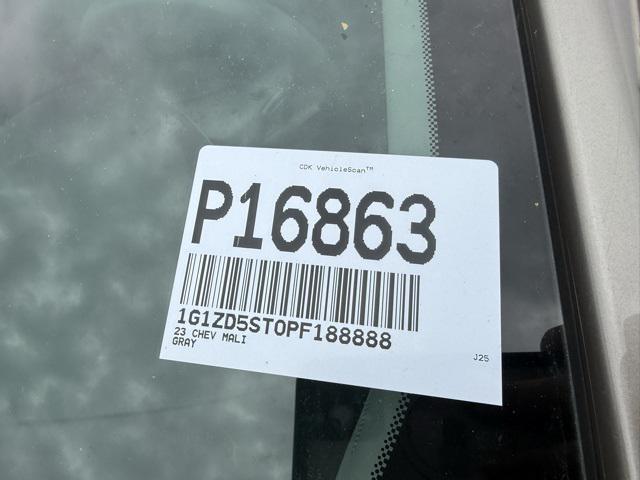 CDK VehicleScan™
P16863
1G1ZD5ST0PF188888
23 CHEV MALI
GRAY
J25